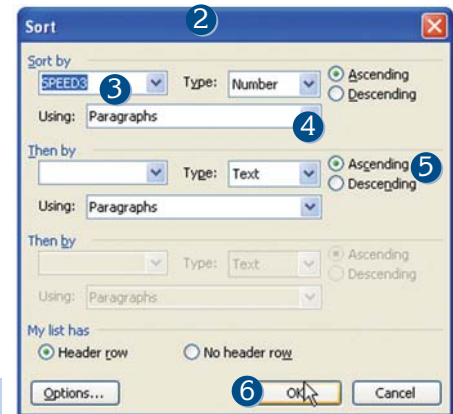 Sort 2
Sort by
SPEED3 3 Type: Number Ascending
Descending
Using: Paragraphs 4
Then by
Type: Text Ascending 5
Descending
Using: Paragraphs
Then by
Type: Text Ascending
Descending
Using: Paragraphs
My list has
Header row No header row
Options... 6 OK Cancel